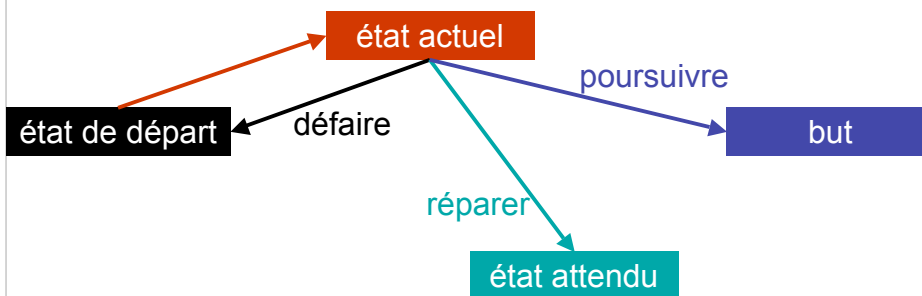 état actuel
poursuivre
état de départ
défaire
but
réparer
état attendu